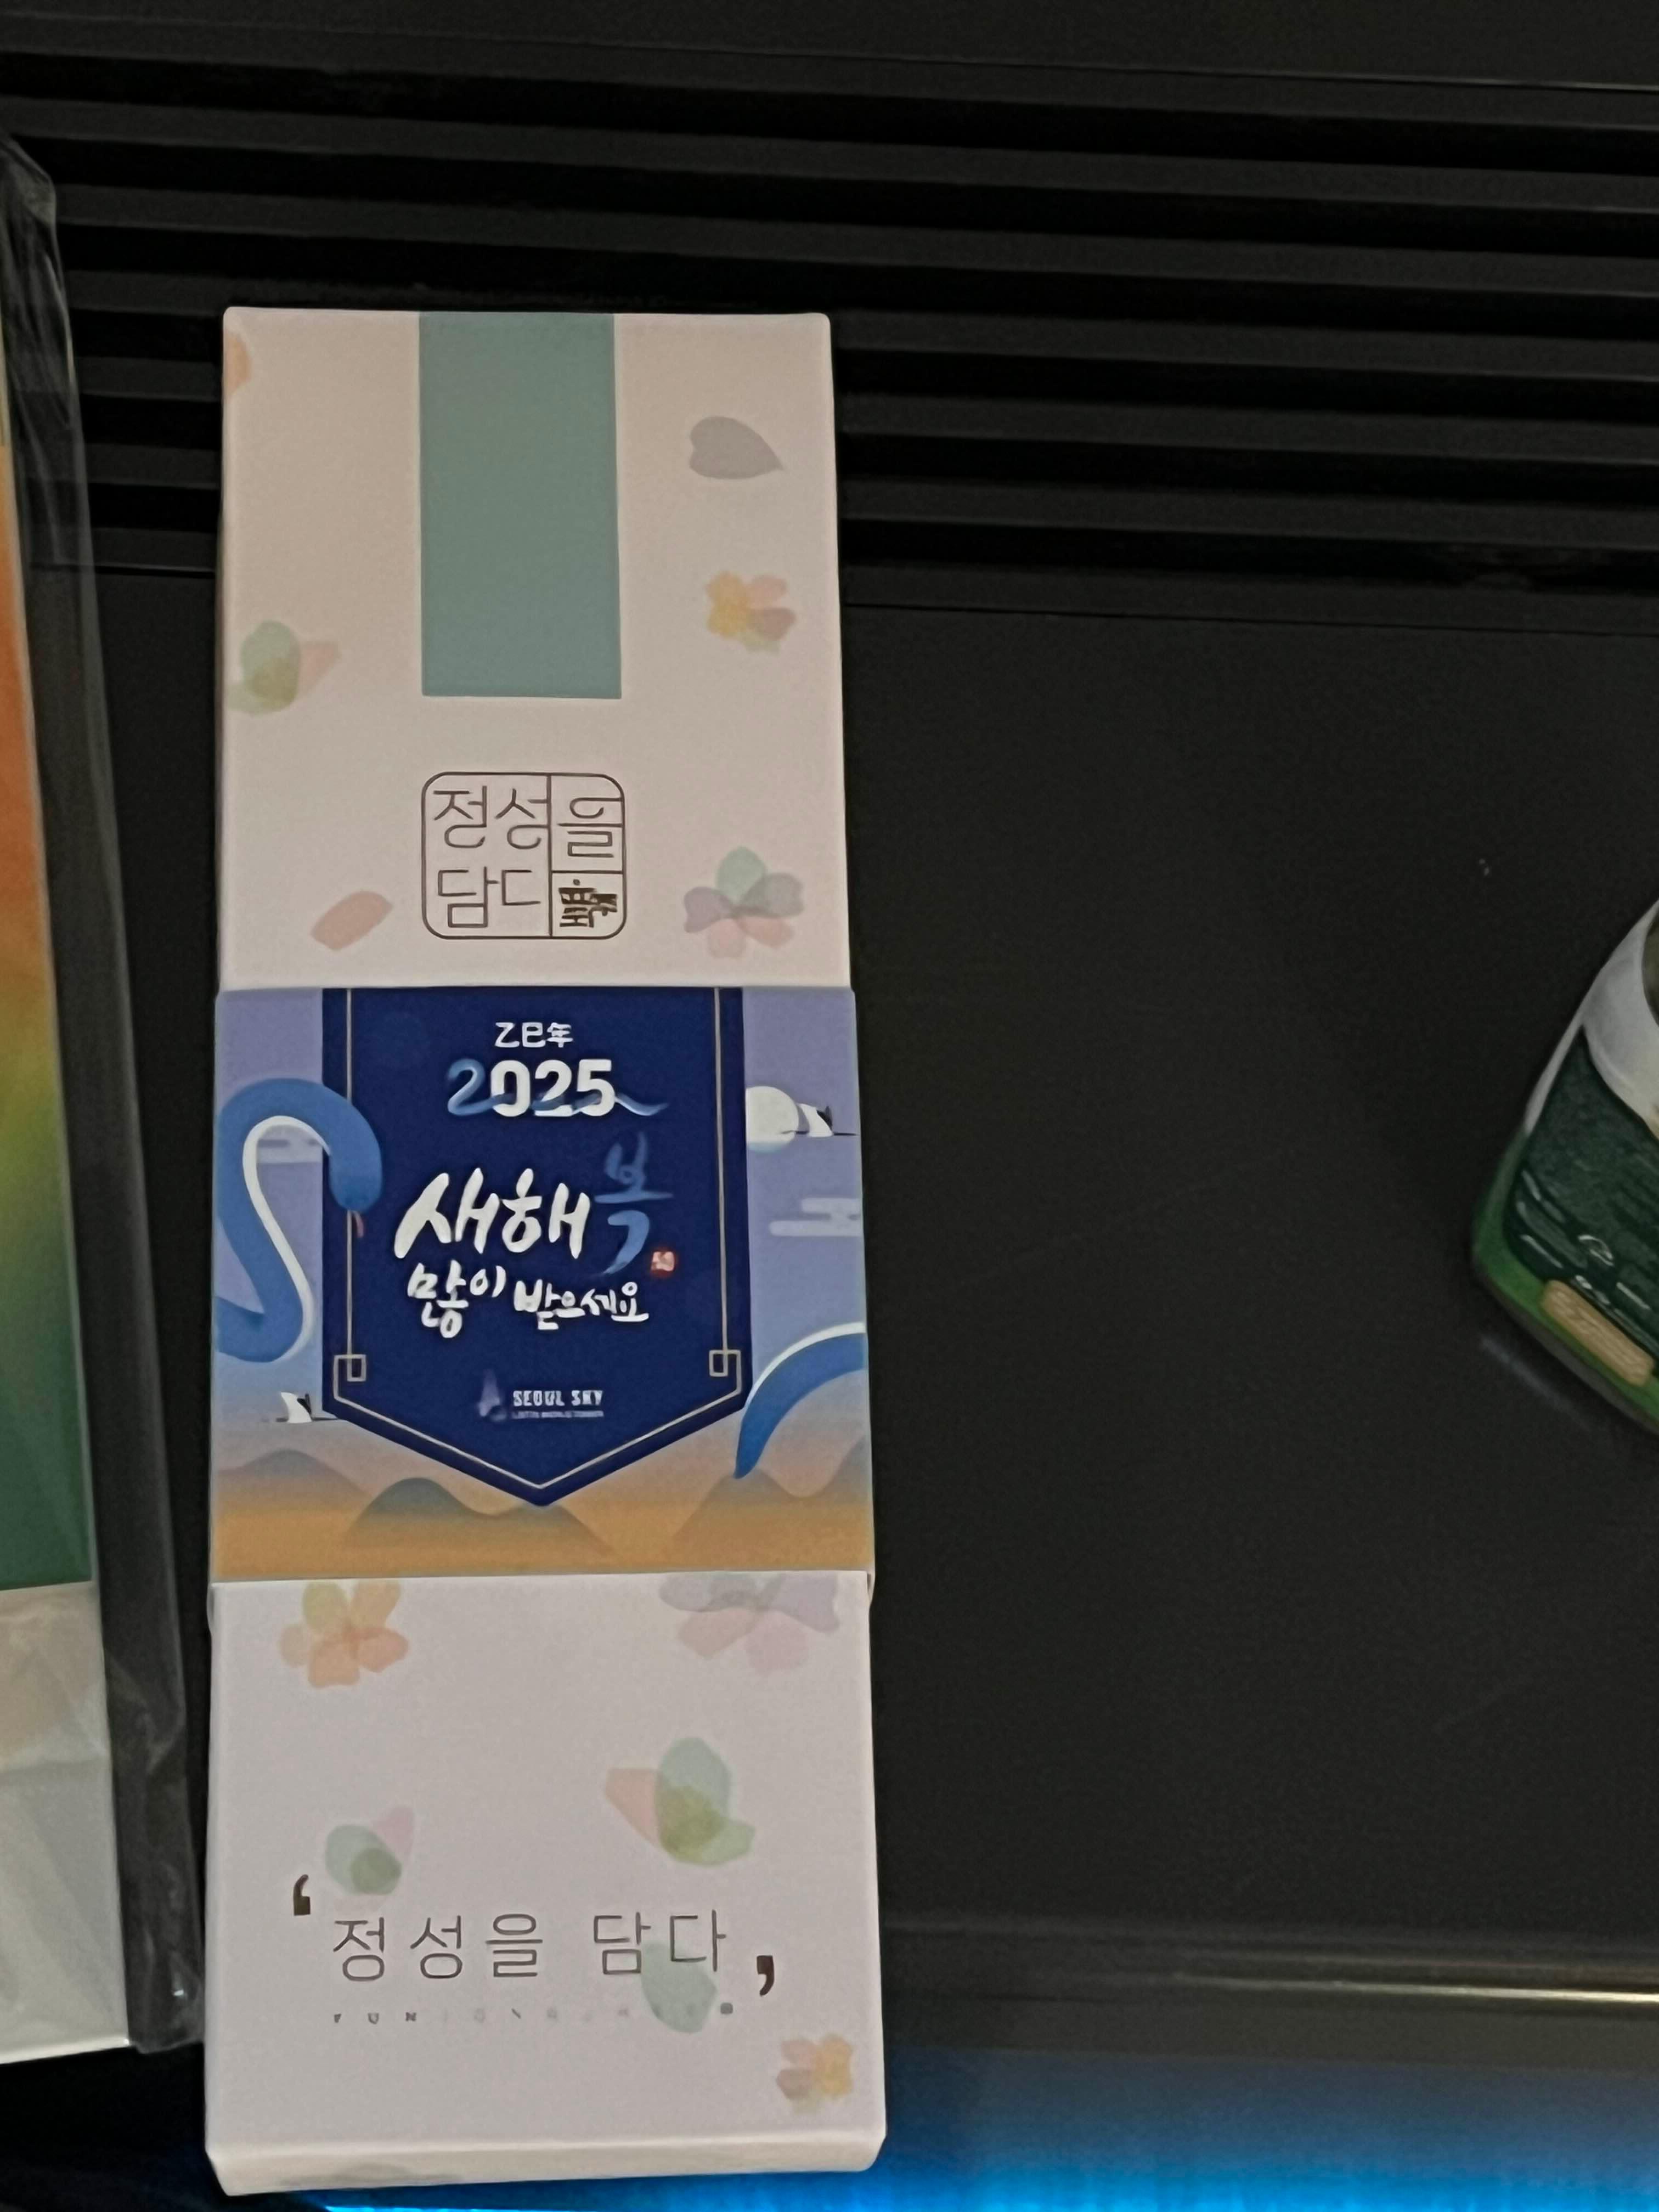 정성을
담다
乙巳年
2025
새해 복
많이 받으세요
SEOUL SKY
‘정성을 담다’